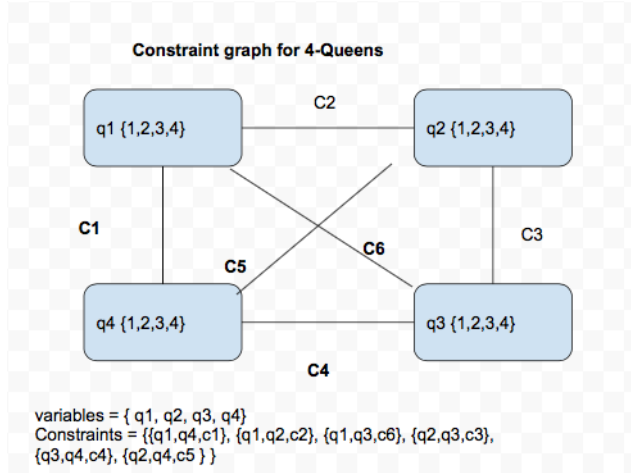 Constraint graph for 4-Queens
C2
q1 {1,2,3,4}
q2 {1,2,3,4}
C1
C3
C6
C5
q4 {1,2,3,4}
q3 {1,2,3,4}
C4
variables = { q1, q2, q3, q4}
Constraints = {{q1,q4,c1}, {q1,q2,c2}, {q1,q3,c6}, {q2,q3,c3},
{q3,q4,c4}, {q2,q4,c5 } }